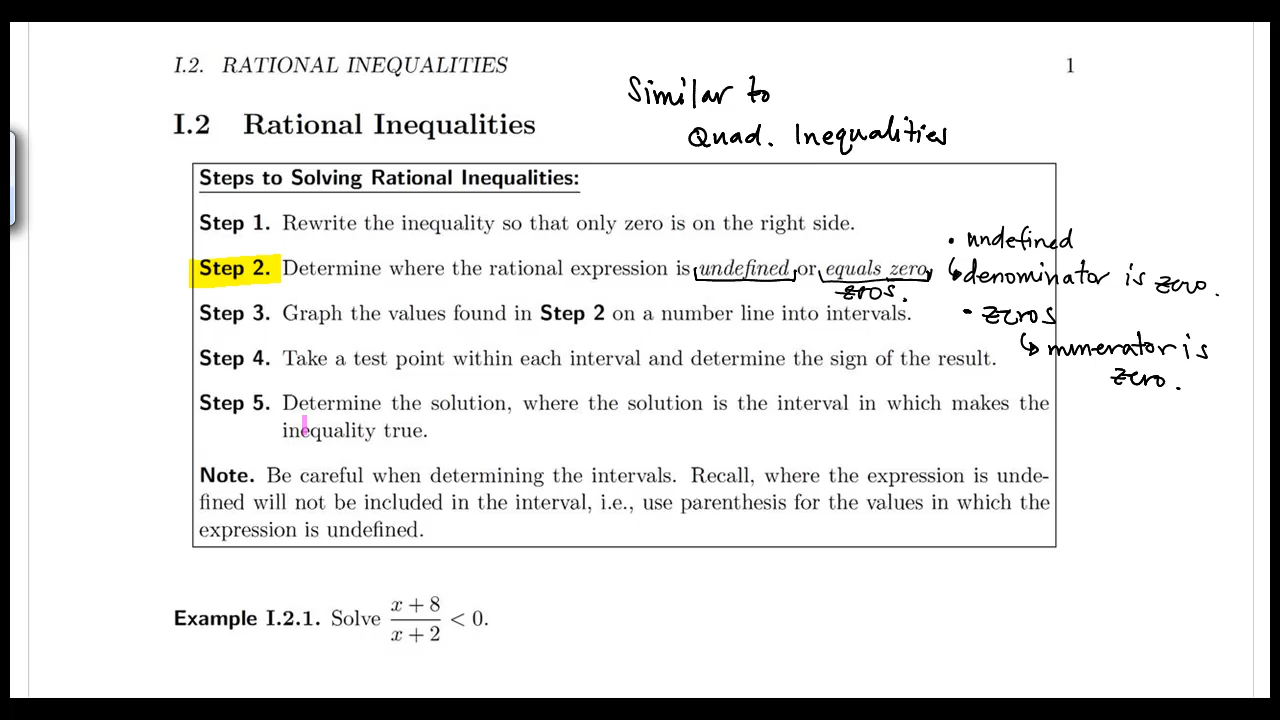 I.2. RATIONAL INEQUALITIES 1
Similar to
Quad. Inequalities
I.2 Rational Inequalities
Steps to Solving Rational Inequalities:
Step 1. Rewrite the inequality so that only zero is on the right side.
Step 2. Determine where the rational expression is undefined or equals zero.
zeros.
• undefined
↳ denominator is zero.
• zeros
↳ numerator is
zero.
Step 3. Graph the values found in Step 2 on a number line into intervals.
Step 4. Take a test point within each interval and determine the sign of the result.
Step 5. Determine the solution, where the solution is the interval in which makes the
inequality true.
Note. Be careful when determining the intervals. Recall, where the expression is unde-
fined will not be included in the interval, i.e., use parenthesis for the values in which the
expression is undefined.
Example I.2.1. Solve (x + 8)/(x + 2) < 0.